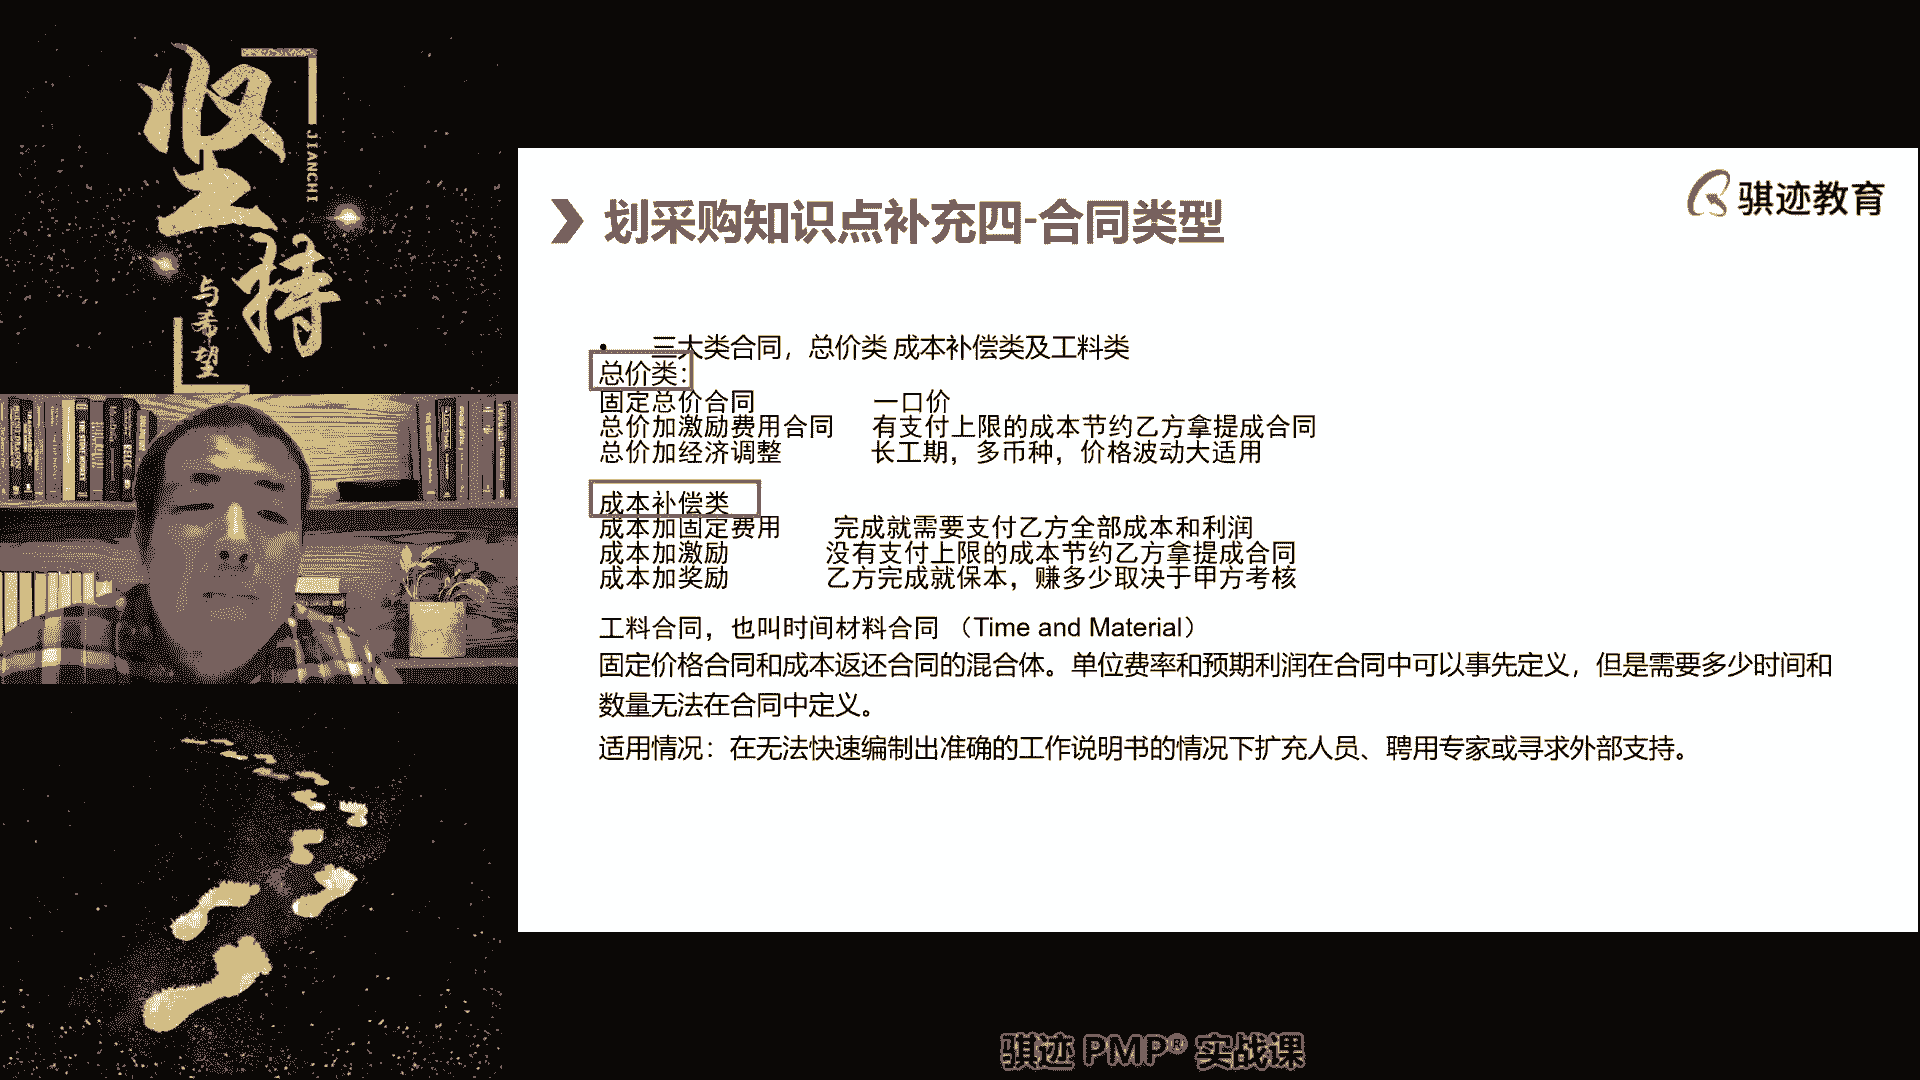 坚持
JIANCHI
与希望
划采购知识点补充四-合同类型
骐迹教育
• 三大类合同，总价类 成本补偿类及工料类
总价类：
固定总价合同 一口价
总价加激励费用合同 有支付上限的成本节约乙方拿提成合同
总价加经济调整 长工期，多币种，价格波动大适用
成本补偿类
成本加固定费用 完成就需要支付乙方全部成本和利润
成本加激励 没有支付上限的成本节约乙方拿提成合同
成本加奖励 乙方完成就保本，赚多少取决于甲方考核
工料合同，也叫时间材料合同 （Time and Material）
固定价格合同和成本返还合同的混合体。单位费率和预期利润在合同中可以事先定义，但是需要多少时间和
数量无法在合同中定义。
适用情况：在无法快速编制出准确的工作说明书的情况下扩充人员、聘用专家或寻求外部支持。
骐迹 PMP® 实战课